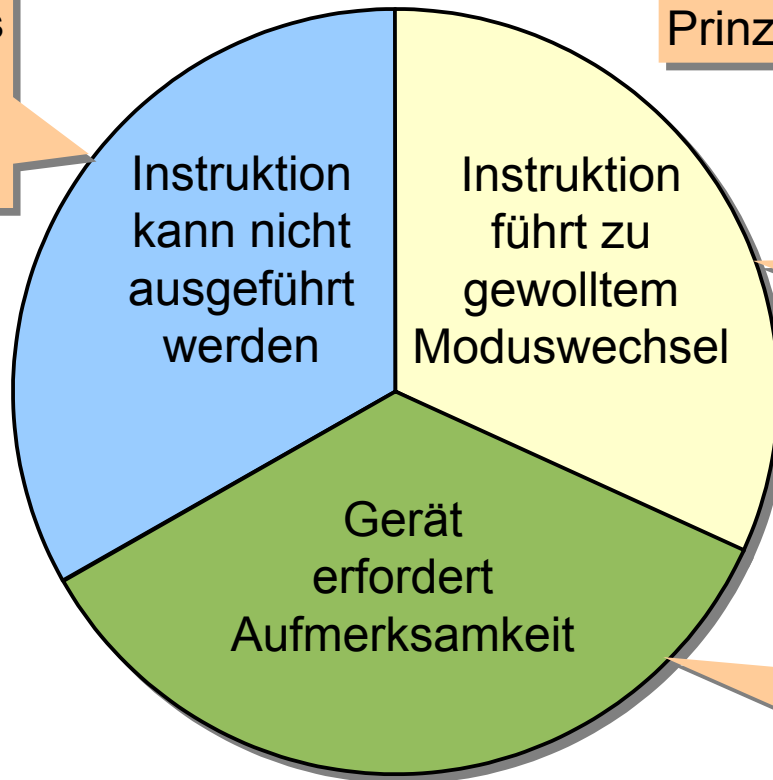 s
Prinz
Instruktion
kann nicht
ausgeführt
werden
Instruktion
führt zu
gewolltem
Moduswechsel
Gerät
erfordert
Aufmerksamkeit